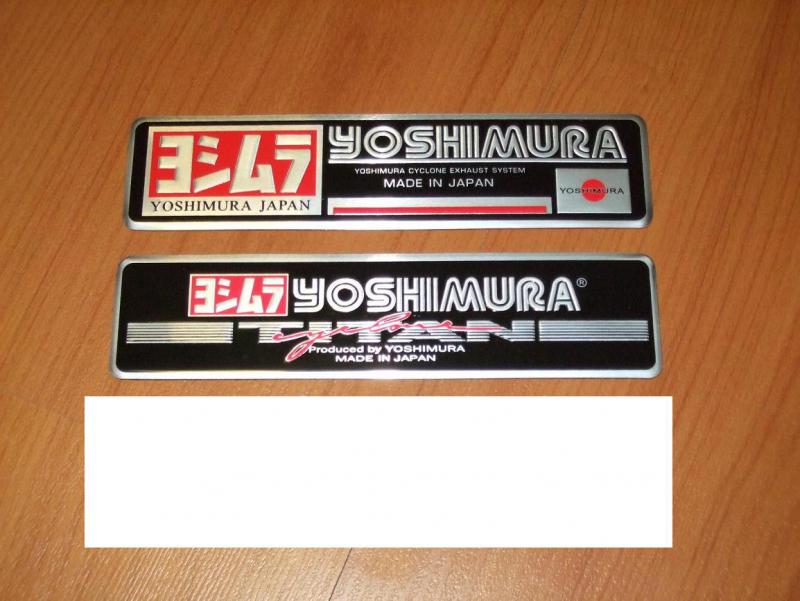 ヨシムラ
YOSHIMURA JAPAN
YOSHIMURA
YOSHIMURA CYCLONE EXHAUST SYSTEM
MADE IN JAPAN
YOSHIMURA
ヨシムラ YOSHIMURA®
TITAN
cyclone
Produced by YOSHIMURA
MADE IN JAPAN